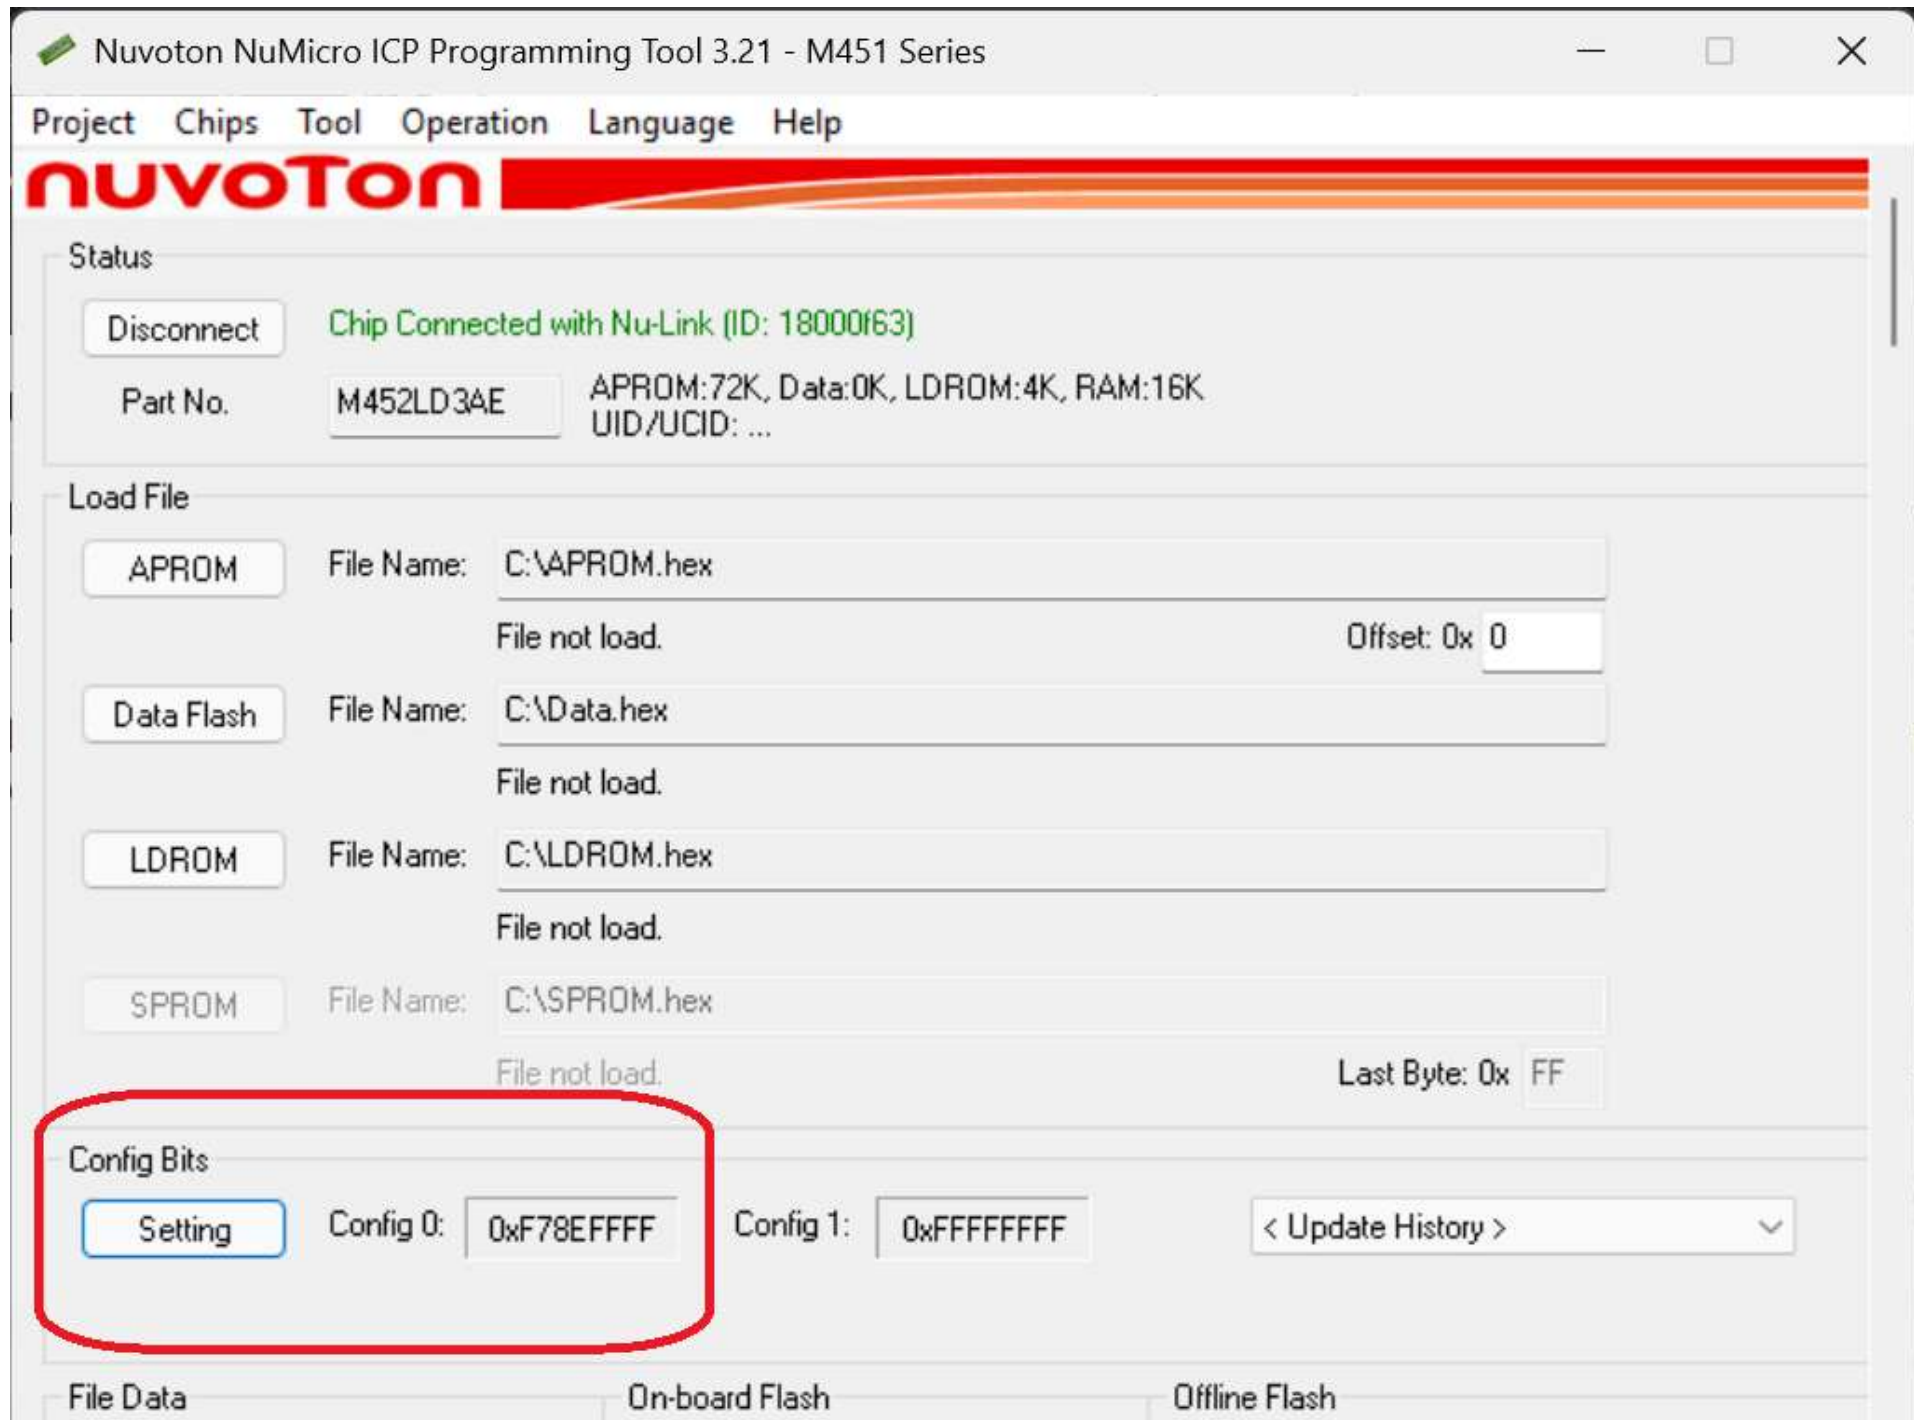 Nuvoton NuMicro ICP Programming Tool 3.21 - M451 Series
Project Chips Tool Operation Language Help
nuvoTon
Status
Disconnect Chip Connected with Nu-Link (ID: 18000f63)
Part No. M452LD3AE APROM:72K, Data:0K, LDROM:4K, RAM:16K
UID/UCID: ...
Load File
APROM File Name: C:\APROM.hex
File not load. Offset: 0x 0
Data Flash File Name: C:\Data.hex
File not load.
LDROM File Name: C:\LDROM.hex
File not load.
SPROM File Name: C:\SPROM.hex
File not load. Last Byte: 0x FF
Config Bits
Setting Config 0: 0xF78EFFFF Config 1: 0xFFFFFFFF < Update History >
File Data On-board Flash Offline Flash